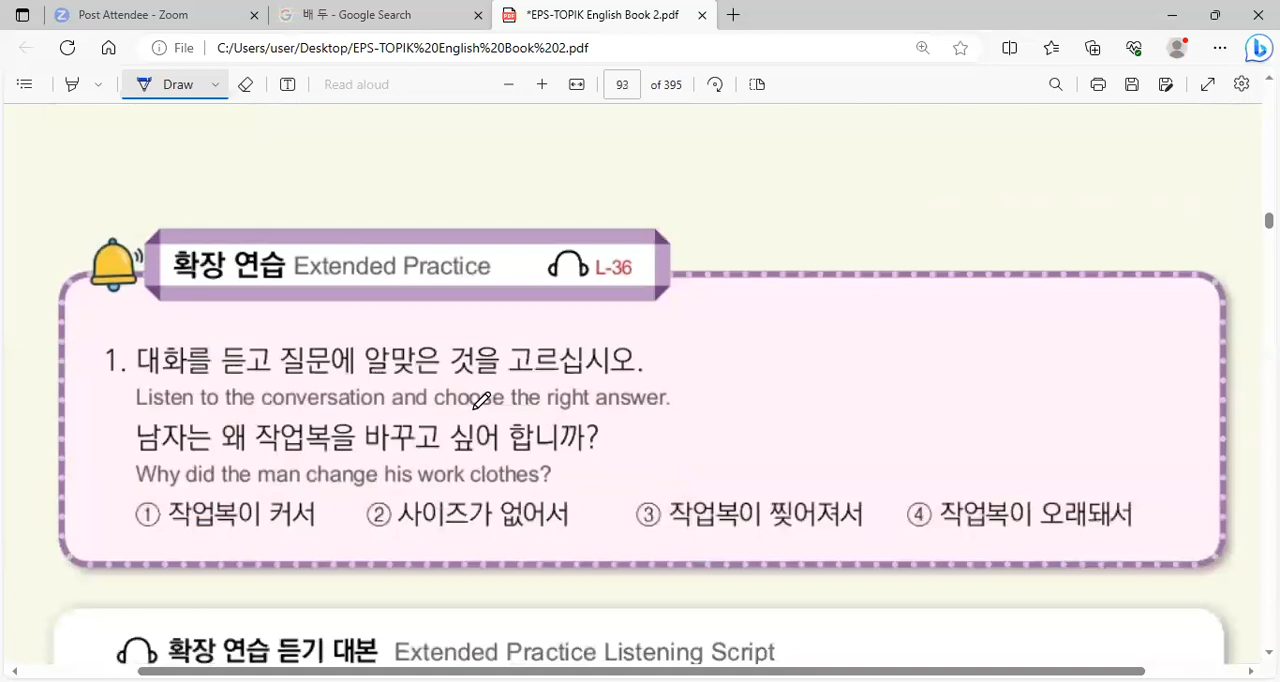 Post Attendee - Zoom
배 두 - Google Search
*EPS-TOPIK English Book 2.pdf
File
C:/Users/user/Desktop/EPS-TOPIK%20English%20Book%202.pdf
Draw
Read aloud
93 of 395
확장 연습 Extended Practice L-36
1. 대화를 듣고 질문에 알맞은 것을 고르십시오.
Listen to the conversation and choose the right answer.
남자는 왜 작업복을 바꾸고 싶어 합니까?
Why did the man change his work clothes?
① 작업복이 커서 ② 사이즈가 없어서 ③ 작업복이 찢어져서 ④ 작업복이 오래돼서
확장 연습 듣기 대본 Extended Practice Listening Script